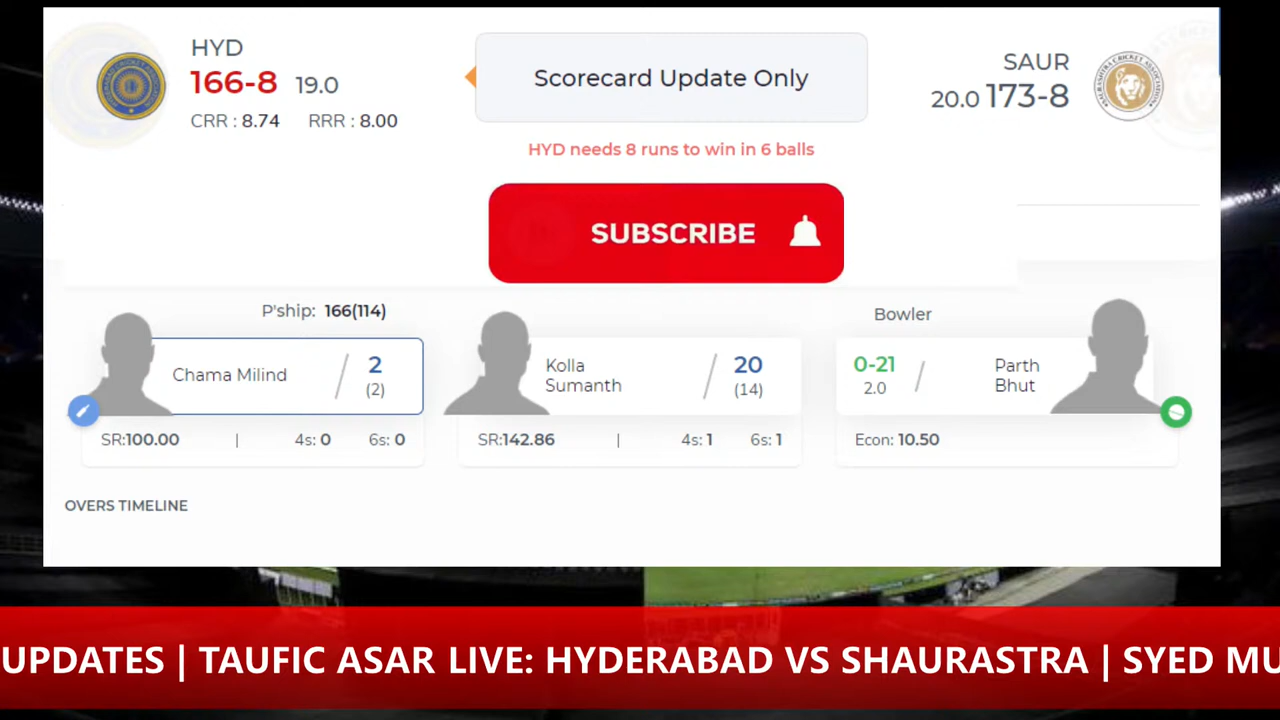 HYD
166-8 19.0
CRR : 8.74 RRR : 8.00
Scorecard Update Only
HYD needs 8 runs to win in 6 balls
SAUR
20.0 173-8
SUBSCRIBE
P'ship: 166(114)
Chama Milind
2
(2)
SR:100.00 | 4s: 0 6s: 0
Kolla
Sumanth
20
(14)
SR:142.86 | 4s: 1 6s: 1
Bowler
0-21
2.0
Parth
Bhut
Econ: 10.50
OVERS TIMELINE
UPDATES | TAUFIC ASAR LIVE: HYDERABAD VS SHAURASTRA | SYED MU